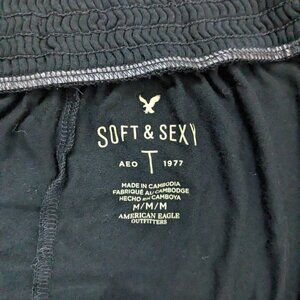 SOFT & SEXY
AEO T 1977
MADE IN CAMBODIA
FABRIQUÉ AU CAMBODGE
HECHO EN CAMBOYA
M/M/M
AMERICAN EAGLE
OUTFITTERS